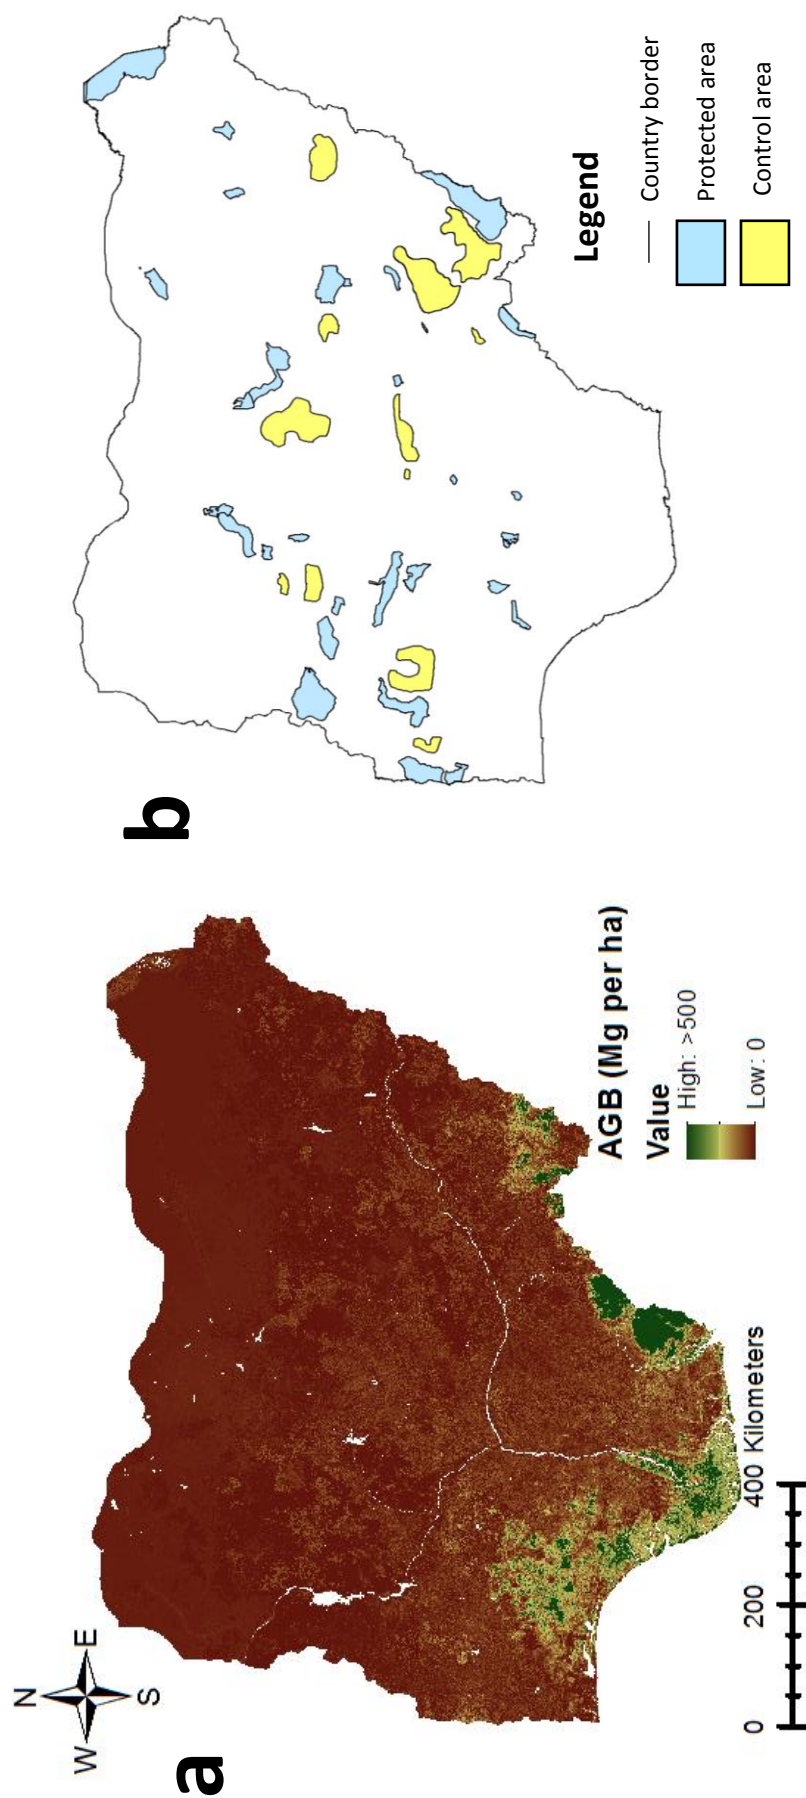 a
N
W E
S
0 200 400 Kilometers
AGB (Mg per ha)
Value
High: >500
Low: 0
b
Legend
Country border
Protected area
Control area